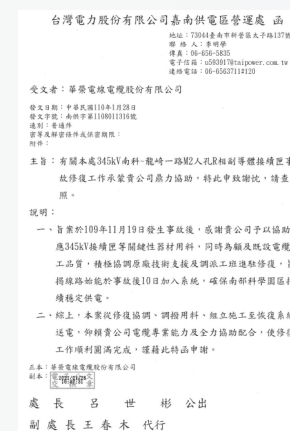 台灣電力股份有限公司嘉南供電區營運處 函
地址：73044臺南市新營區太子路137號
聯 絡 人：李明學
傳真：06-656-5835
電子信箱：u593917@taipower.com.tw
連絡電話：06-6563711#120
受文者：華榮電線電纜股份有限公司
發文日期：中華民國110年1月28日
發文字號：南供字第1108011316號
速別：普通件
密等及解密條件或保密期限：
附件：
主旨：有關本處345kV南科~龍崎一路M2人孔R相副導體接續匣事
故修復工作承蒙貴公司鼎力協助，特此申致謝忱，請查
照。
說明：
一、旨案於109年11月19日發生事故後，感謝貴公司予以協助
應345kV接續匣等關鍵性器材用料，同時為顧及既設電纜
工品質，積極協調原廠技術支援及調派工班進駐修復，
揭線路始能於事故後10日加入系統，確保南部科學園區
續穩定供電。
二、綜上，本案從修復協調、調撥用料、組立施工至恢復系
送電，仰賴貴公司電纜專業能力及全力協助配合，使修
工作順利圓滿完成，謹藉此特函申謝。
正本：華榮電線電纜股份有限公司
副本：
處 長 呂 世 彬 公出
副 處 長 王 春 木 代行